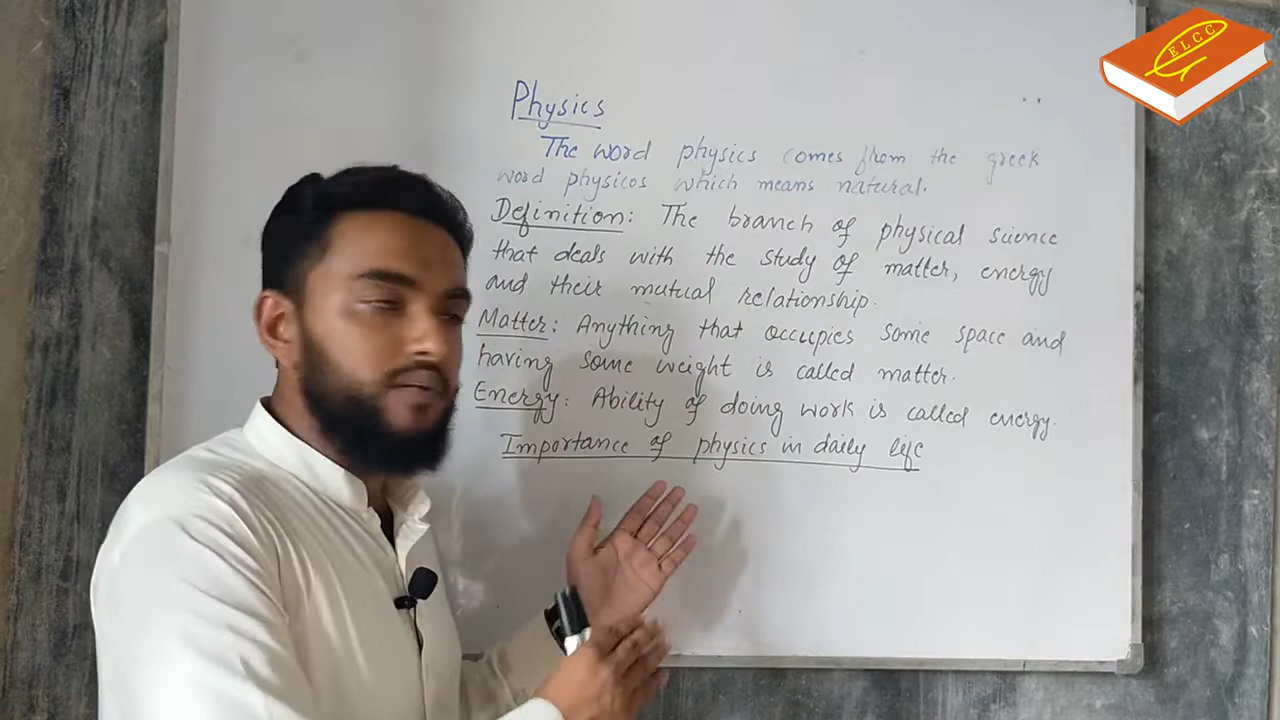 ELCC
Physics
The word physics comes from the greek
word physicos which means natural.
Definition: The branch of physical science
that deals with the study of matter, energy
and their mutual relationship.
Matter: Anything that occupies some space and
having some weight is called matter.
Energy: Ability of doing work is called energy.
Importance of physics in daily life